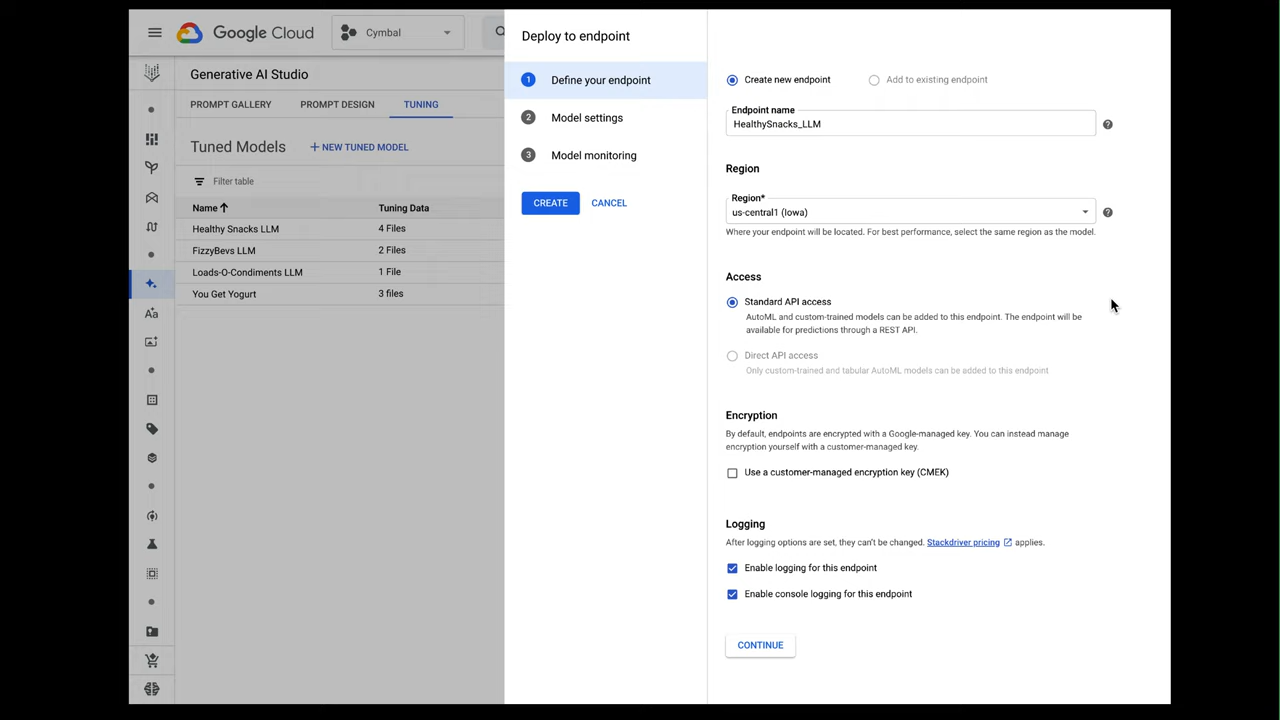 Google Cloud
Cymbal
Generative AI Studio
PROMPT GALLERY
PROMPT DESIGN
TUNING
Tuned Models
+ NEW TUNED MODEL
Filter table
Name
Tuning Data
Healthy Snacks LLM
4 Files
FizzyBevs LLM
2 Files
Loads-O-Condiments LLM
1 File
You Get Yogurt
3 files
Deploy to endpoint
1
Define your endpoint
2
Model settings
3
Model monitoring
CREATE
CANCEL
Create new endpoint
Add to existing endpoint
Endpoint name
HealthySnacks_LLM
Region
Region*
us-central1 (Iowa)
Where your endpoint will be located. For best performance, select the same region as the model.
Access
Standard API access
AutoML and custom-trained models can be added to this endpoint. The endpoint will be
available for predictions through a REST API.
Direct API access
Only custom-trained and tabular AutoML models can be added to this endpoint
Encryption
By default, endpoints are encrypted with a Google-managed key. You can instead manage
encryption yourself with a customer-managed key.
Use a customer-managed encryption key (CMEK)
Logging
After logging options are set, they can't be changed. Stackdriver pricing applies.
Enable logging for this endpoint
Enable console logging for this endpoint
CONTINUE